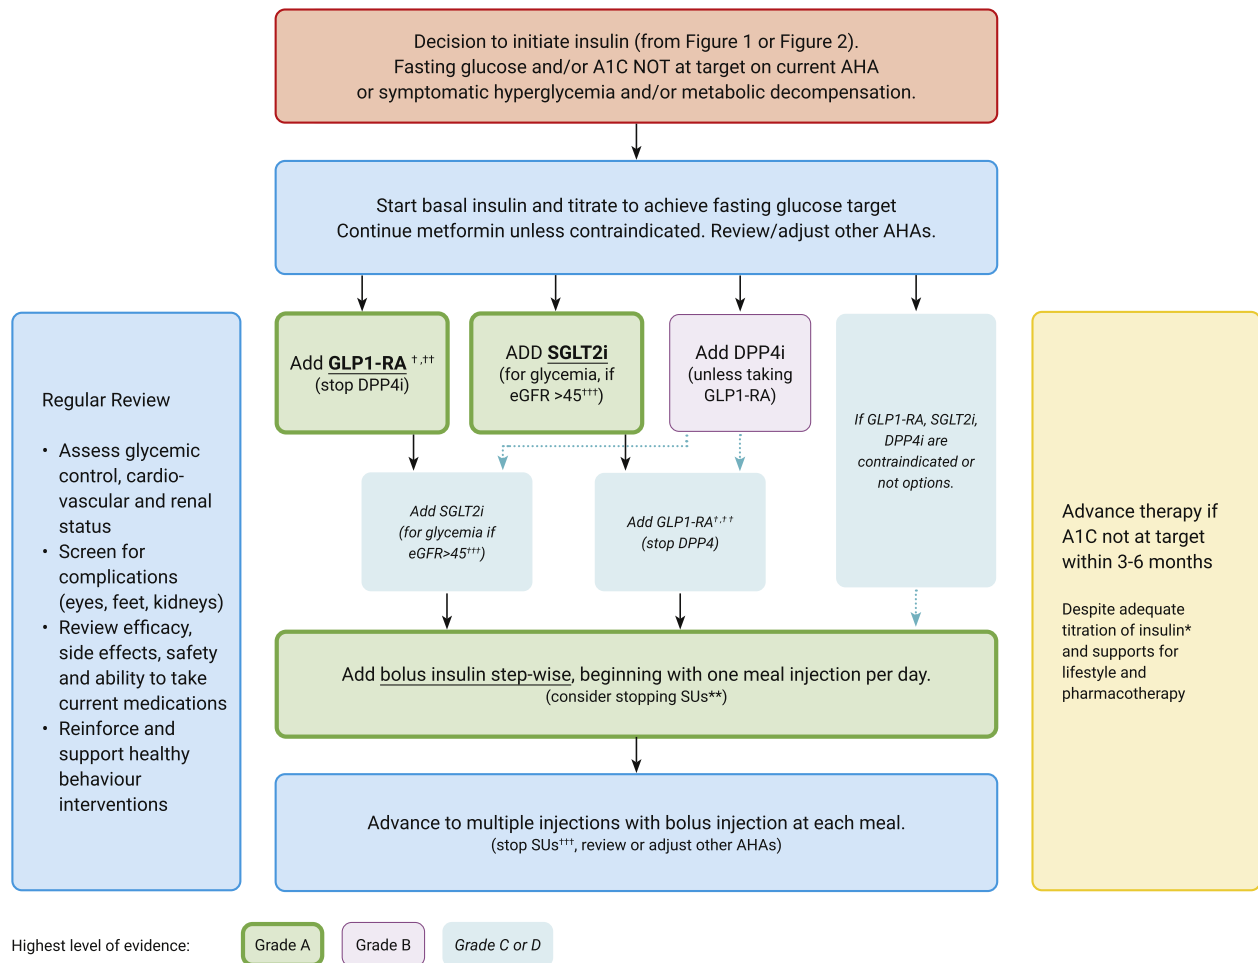 Decision to initiate insulin (from Figure 1 or Figure 2).
Fasting glucose and/or A1C NOT at target on current AHA
or symptomatic hyperglycemia and/or metabolic decompensation.
Start basal insulin and titrate to achieve fasting glucose target
Continue metformin unless contraindicated. Review/adjust other AHAs.
Regular Review
• Assess glycemic
control, cardio-
vascular and renal
status
• Screen for
complications
(eyes, feet, kidneys)
• Review efficacy,
side effects, safety
and ability to take
current medications
• Reinforce and
support healthy
behaviour
interventions
Add GLP1-RA †,††
(stop DPP4i)
ADD SGLT2i
(for glycemia, if
eGFR >45†††)
Add DPP4i
(unless taking
GLP1-RA)
If GLP1-RA, SGLT2i,
DPP4i are
contraindicated or
not options.
Add SGLT2i
(for glycemia if
eGFR>45†††)
Add GLP1-RA†,††
(stop DPP4)
Add bolus insulin step-wise, beginning with one meal injection per day.
(consider stopping SUs**)
Advance to multiple injections with bolus injection at each meal.
(stop SUs†††, review or adjust other AHAs)
Advance therapy if
A1C not at target
within 3-6 months
Despite adequate
titration of insulin*
and supports for
lifestyle and
pharmacotherapy
Highest level of evidence:
Grade A
Grade B
Grade C or D